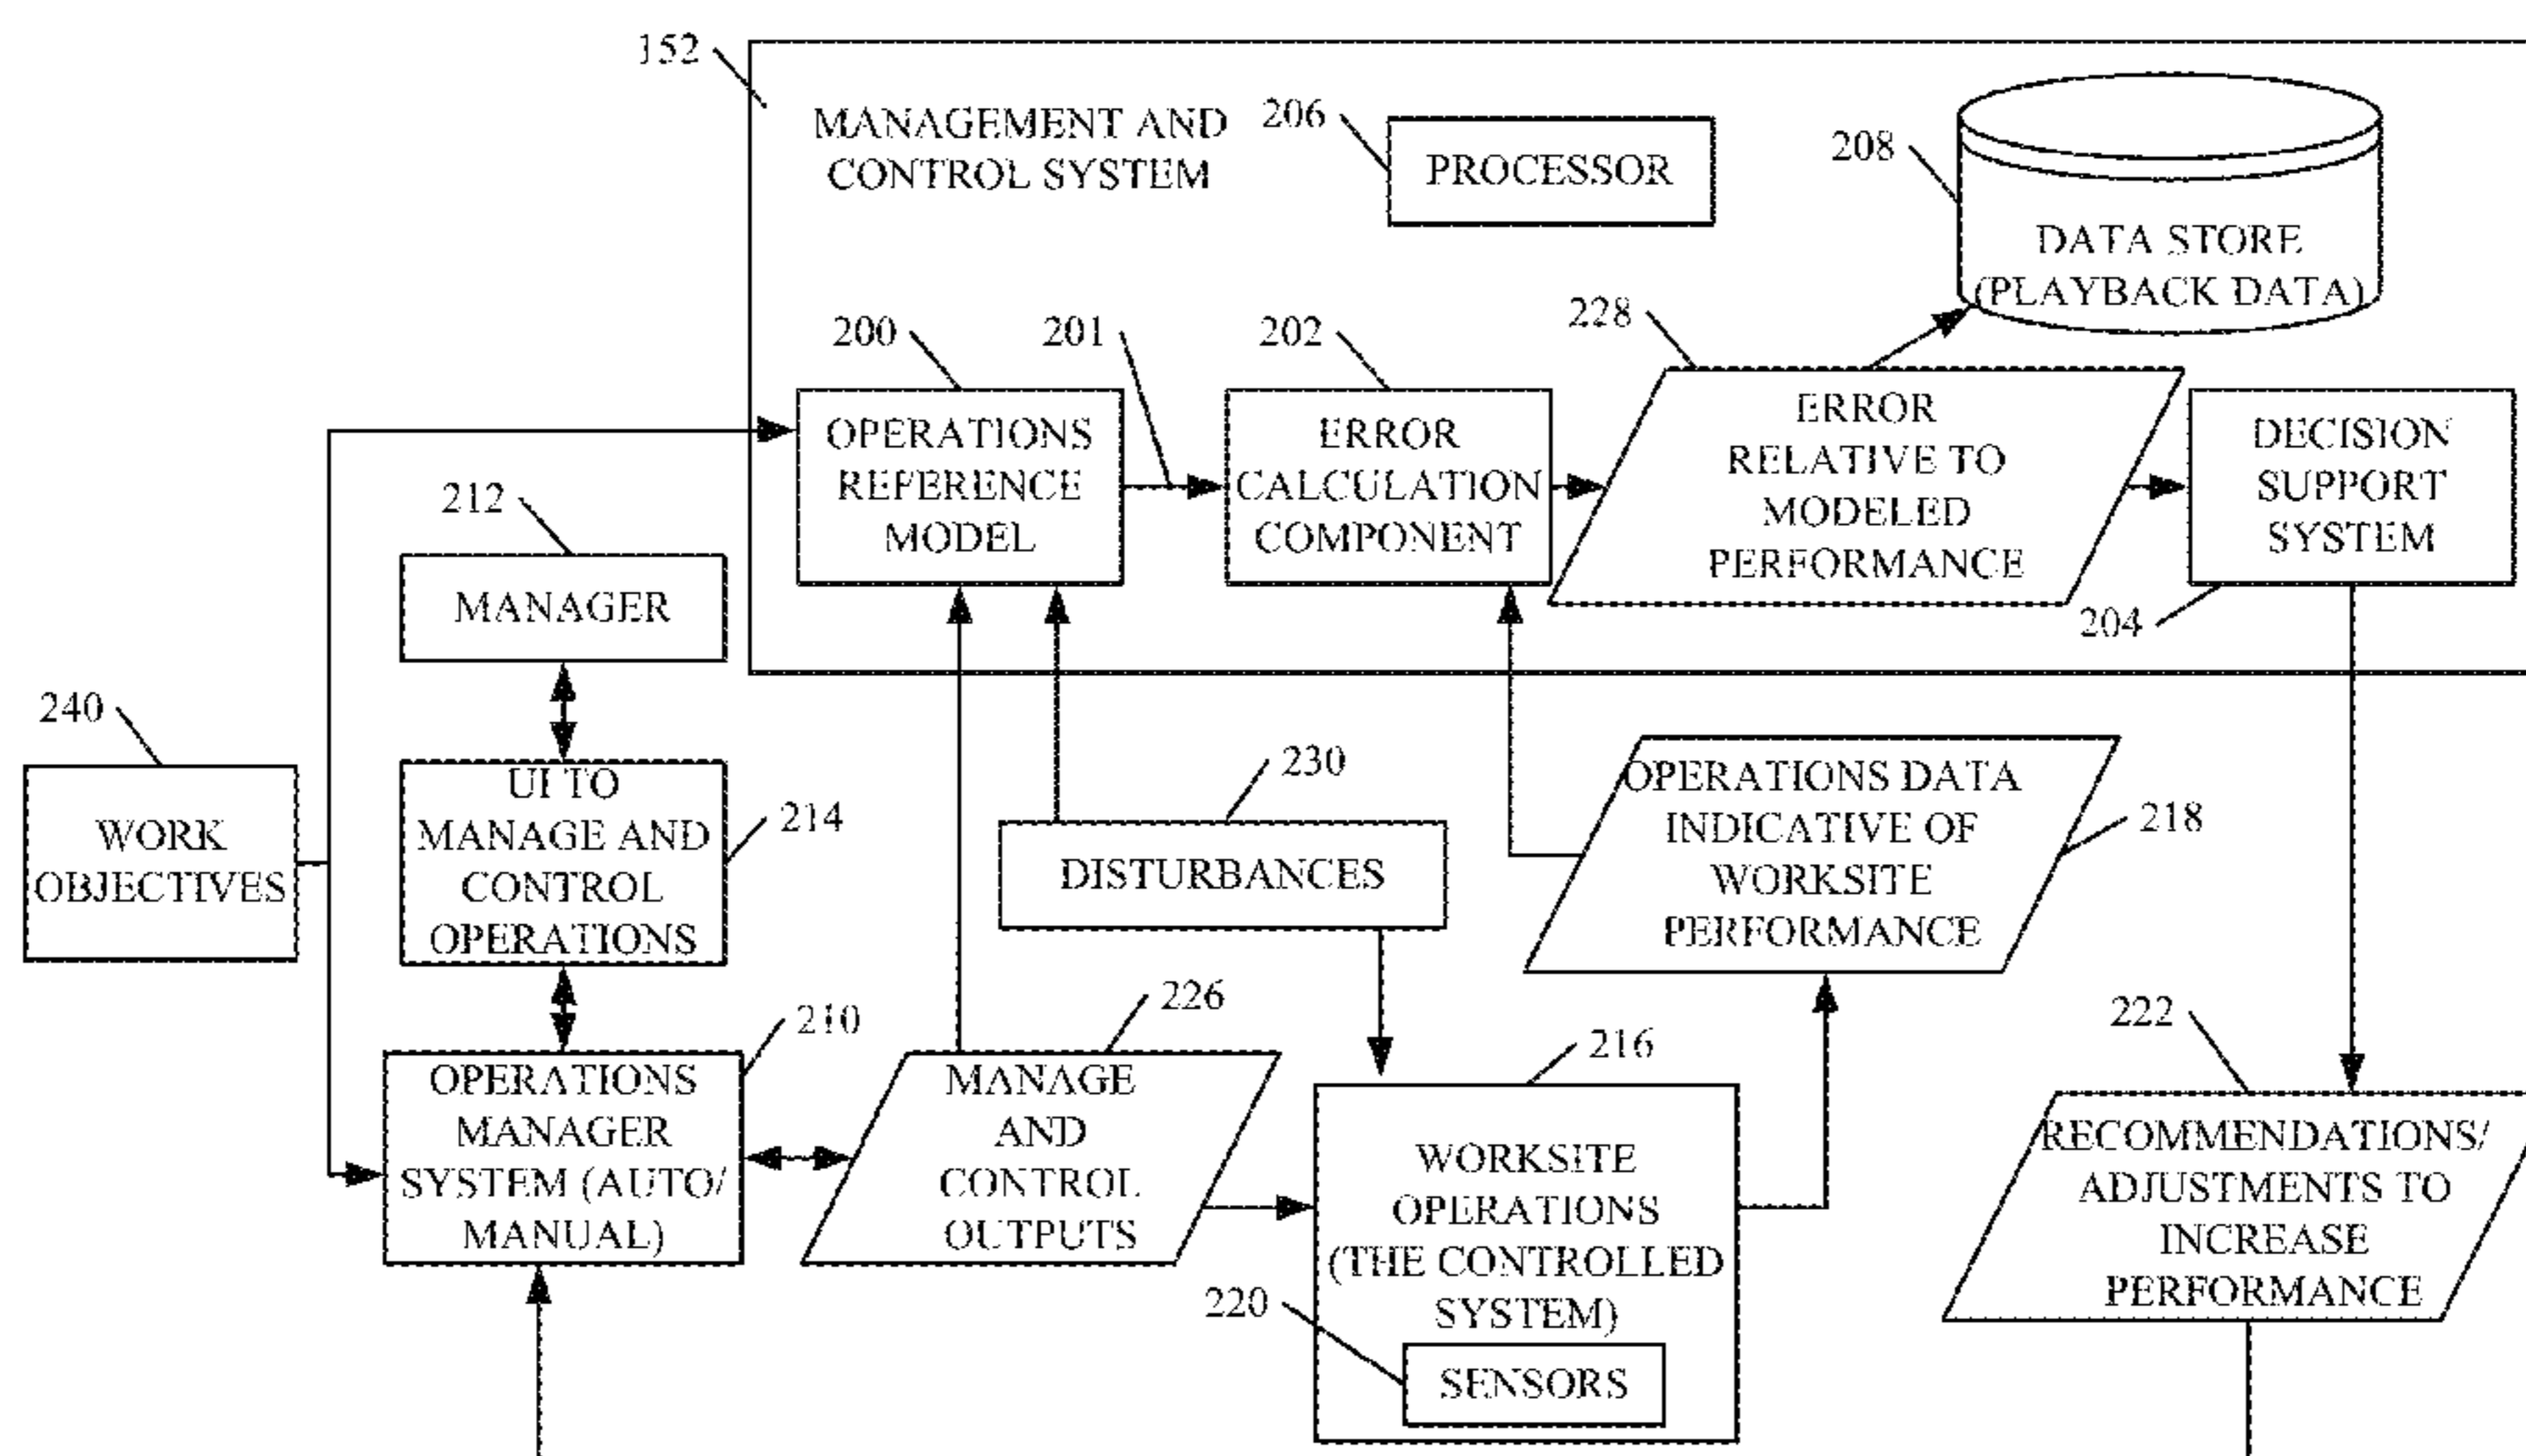 152
MANAGEMENT AND
CONTROL SYSTEM
206
PROCESSOR
208
DATA STORE
(PLAYBACK DATA)
200
201
202
228
OPERATIONS
REFERENCE
MODEL
ERROR
CALCULATION
COMPONENT
ERROR
RELATIVE TO
MODELED
PERFORMANCE
DECISION
SUPPORT
SYSTEM
204
212
MANAGER
240
WORK
OBJECTIVES
UI TO
MANAGE AND
CONTROL
OPERATIONS
214
230
DISTURBANCES
OPERATIONS DATA
INDICATIVE OF
WORKSITE
PERFORMANCE
218
210
OPERATIONS
MANAGER
SYSTEM (AUTO/
MANUAL)
226
MANAGE
AND
CONTROL
OUTPUTS
216
WORKSITE
OPERATIONS
(THE CONTROLLED
SYSTEM)
220
SENSORS
222
RECOMMENDATIONS/
ADJUSTMENTS TO
INCREASE
PERFORMANCE